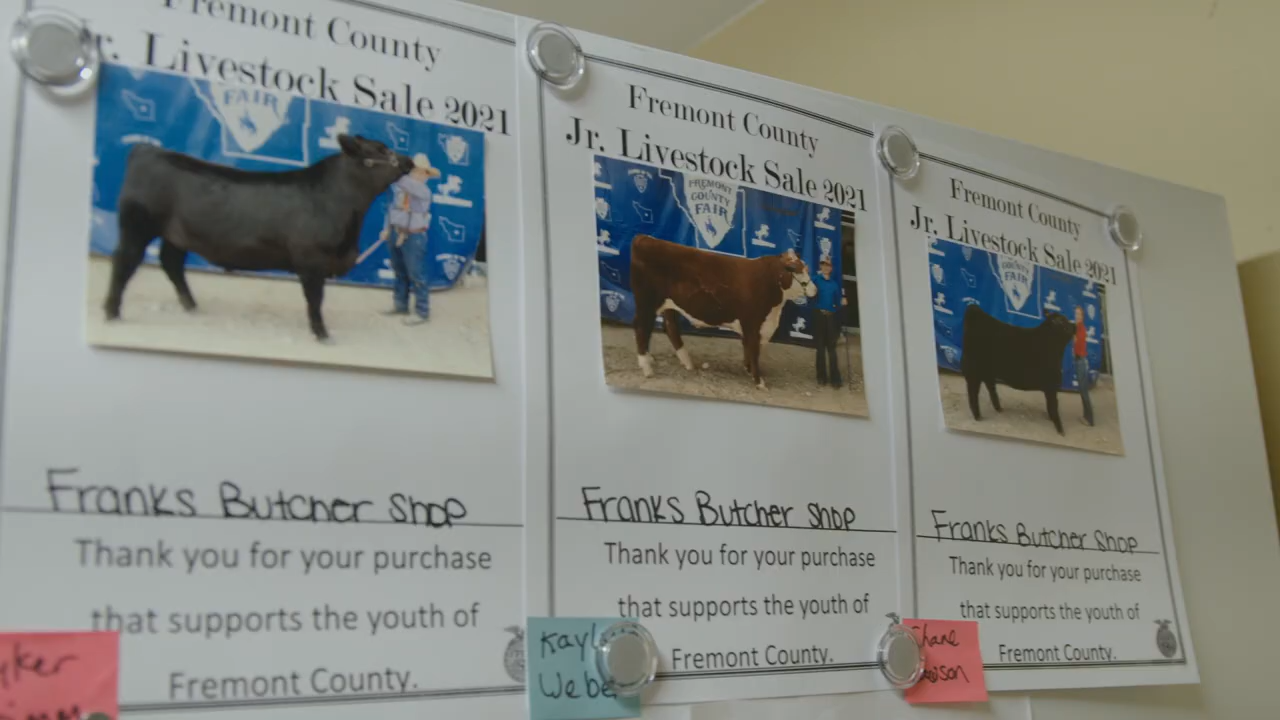 Fremont County
Jr. Livestock Sale 2021
FAIR
Franks Butcher Shop
Thank you for your purchase
that supports the youth of
Fremont County.
Fremont County
Jr. Livestock Sale 2021
FREMONT
COUNTY
FAIR
Franks Butcher Shop
Thank you for your purchase
that supports the youth of
Fremont County.
Fremont County
Jr. Livestock Sale 2021
FAIR
Franks Butcher Shop
Thank you for your purchase
that supports the youth of
Fremont County.